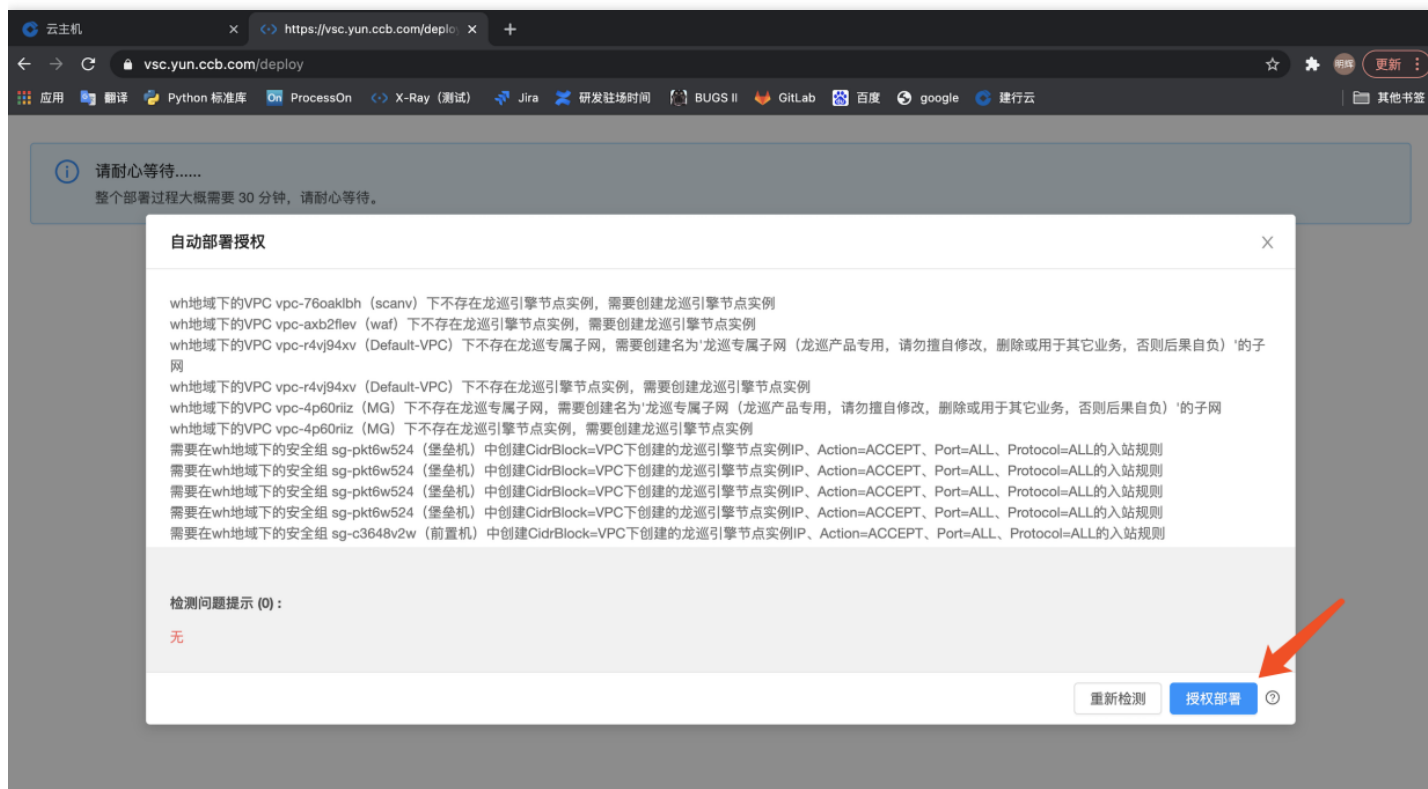 云主机
https://vsc.yun.ccb.com/deplo
vsc.yun.ccb.com/deploy
明辉
更新
应用 翻译 Python 标准库 On ProcessOn X-Ray（测试） Jira 研发驻场时间 BUGS II GitLab 百度 google 建行云 其他书签
请耐心等待......
整个部署过程大概需要 30 分钟，请耐心等待。
自动部署授权
wh地域下的VPC vpc-76oaklbh（scanv）下不存在龙巡引擎节点实例，需要创建龙巡引擎节点实例
wh地域下的VPC vpc-axb2flev（waf）下不存在龙巡引擎节点实例，需要创建龙巡引擎节点实例
wh地域下的VPC vpc-r4vj94xv（Default-VPC）下不存在龙巡专属子网，需要创建名为'龙巡专属子网（龙巡产品专用，请勿擅自修改，删除或用于其它业务，否则后果自负）'的子
网
wh地域下的VPC vpc-r4vj94xv（Default-VPC）下不存在龙巡引擎节点实例，需要创建龙巡引擎节点实例
wh地域下的VPC vpc-4p60riiz（MG）下不存在龙巡专属子网，需要创建名为'龙巡专属子网（龙巡产品专用，请勿擅自修改，删除或用于其它业务，否则后果自负）'的子网
wh地域下的VPC vpc-4p60riiz（MG）下不存在龙巡引擎节点实例，需要创建龙巡引擎节点实例
需要在wh地域下的安全组 sg-pkt6w524（堡垒机）中创建CidrBlock=VPC下创建的龙巡引擎节点实例IP、Action=ACCEPT、Port=ALL、Protocol=ALL的入站规则
需要在wh地域下的安全组 sg-pkt6w524（堡垒机）中创建CidrBlock=VPC下创建的龙巡引擎节点实例IP、Action=ACCEPT、Port=ALL、Protocol=ALL的入站规则
需要在wh地域下的安全组 sg-pkt6w524（堡垒机）中创建CidrBlock=VPC下创建的龙巡引擎节点实例IP、Action=ACCEPT、Port=ALL、Protocol=ALL的入站规则
需要在wh地域下的安全组 sg-pkt6w524（堡垒机）中创建CidrBlock=VPC下创建的龙巡引擎节点实例IP、Action=ACCEPT、Port=ALL、Protocol=ALL的入站规则
需要在wh地域下的安全组 sg-c3648v2w（前置机）中创建CidrBlock=VPC下创建的龙巡引擎节点实例IP、Action=ACCEPT、Port=ALL、Protocol=ALL的入站规则
检测问题提示 (0)：
无
重新检测
授权部署